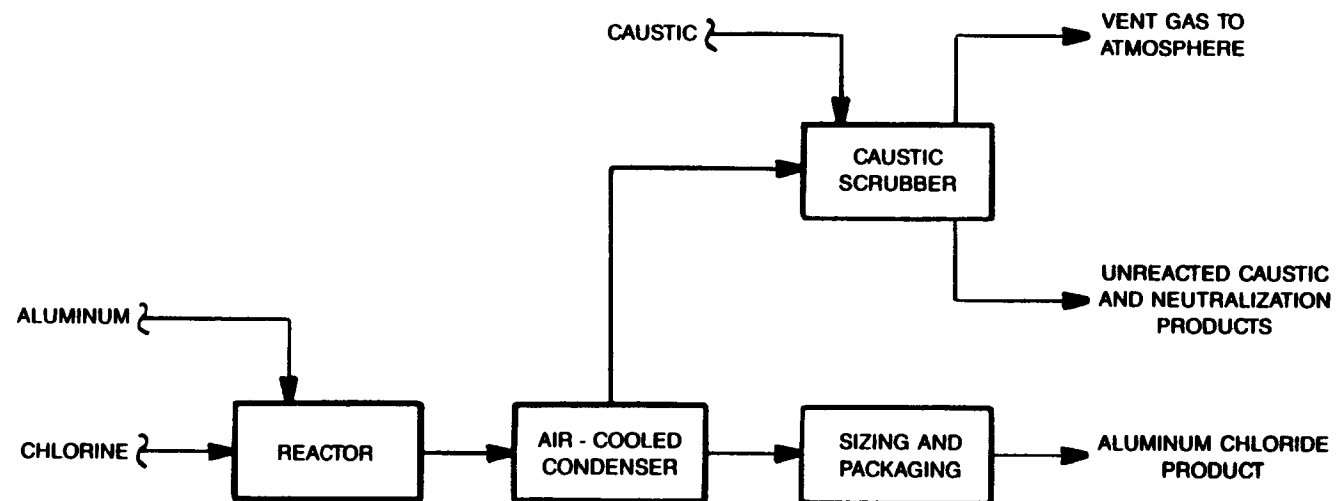 CAUSTIC
VENT GAS TO
ATMOSPHERE
CAUSTIC
SCRUBBER
UNREACTED CAUSTIC
AND NEUTRALIZATION
PRODUCTS
ALUMINUM
CHLORINE
REACTOR
AIR - COOLED
CONDENSER
SIZING AND
PACKAGING
ALUMINUM CHLORIDE
PRODUCT